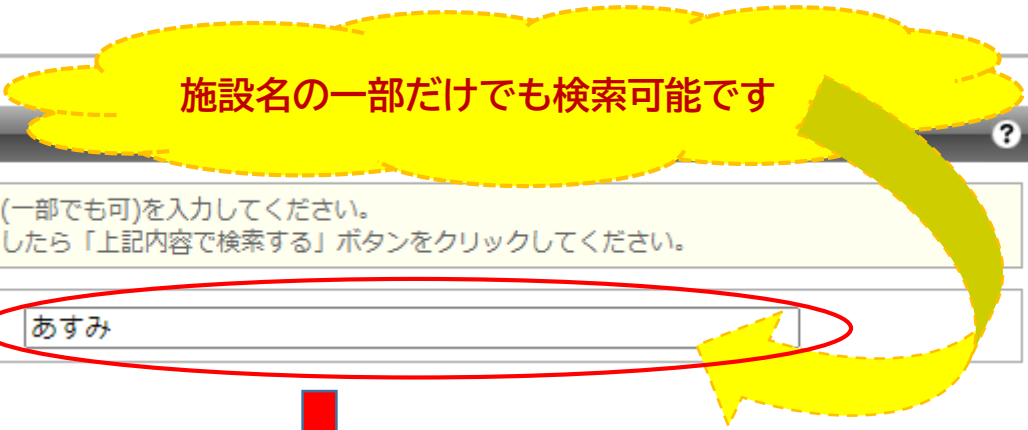 施設名の一部だけでも検索可能です
?
(一部でも可)を入力してください。
したら「上記内容で検索する」ボタンをクリックしてください。
あすみ